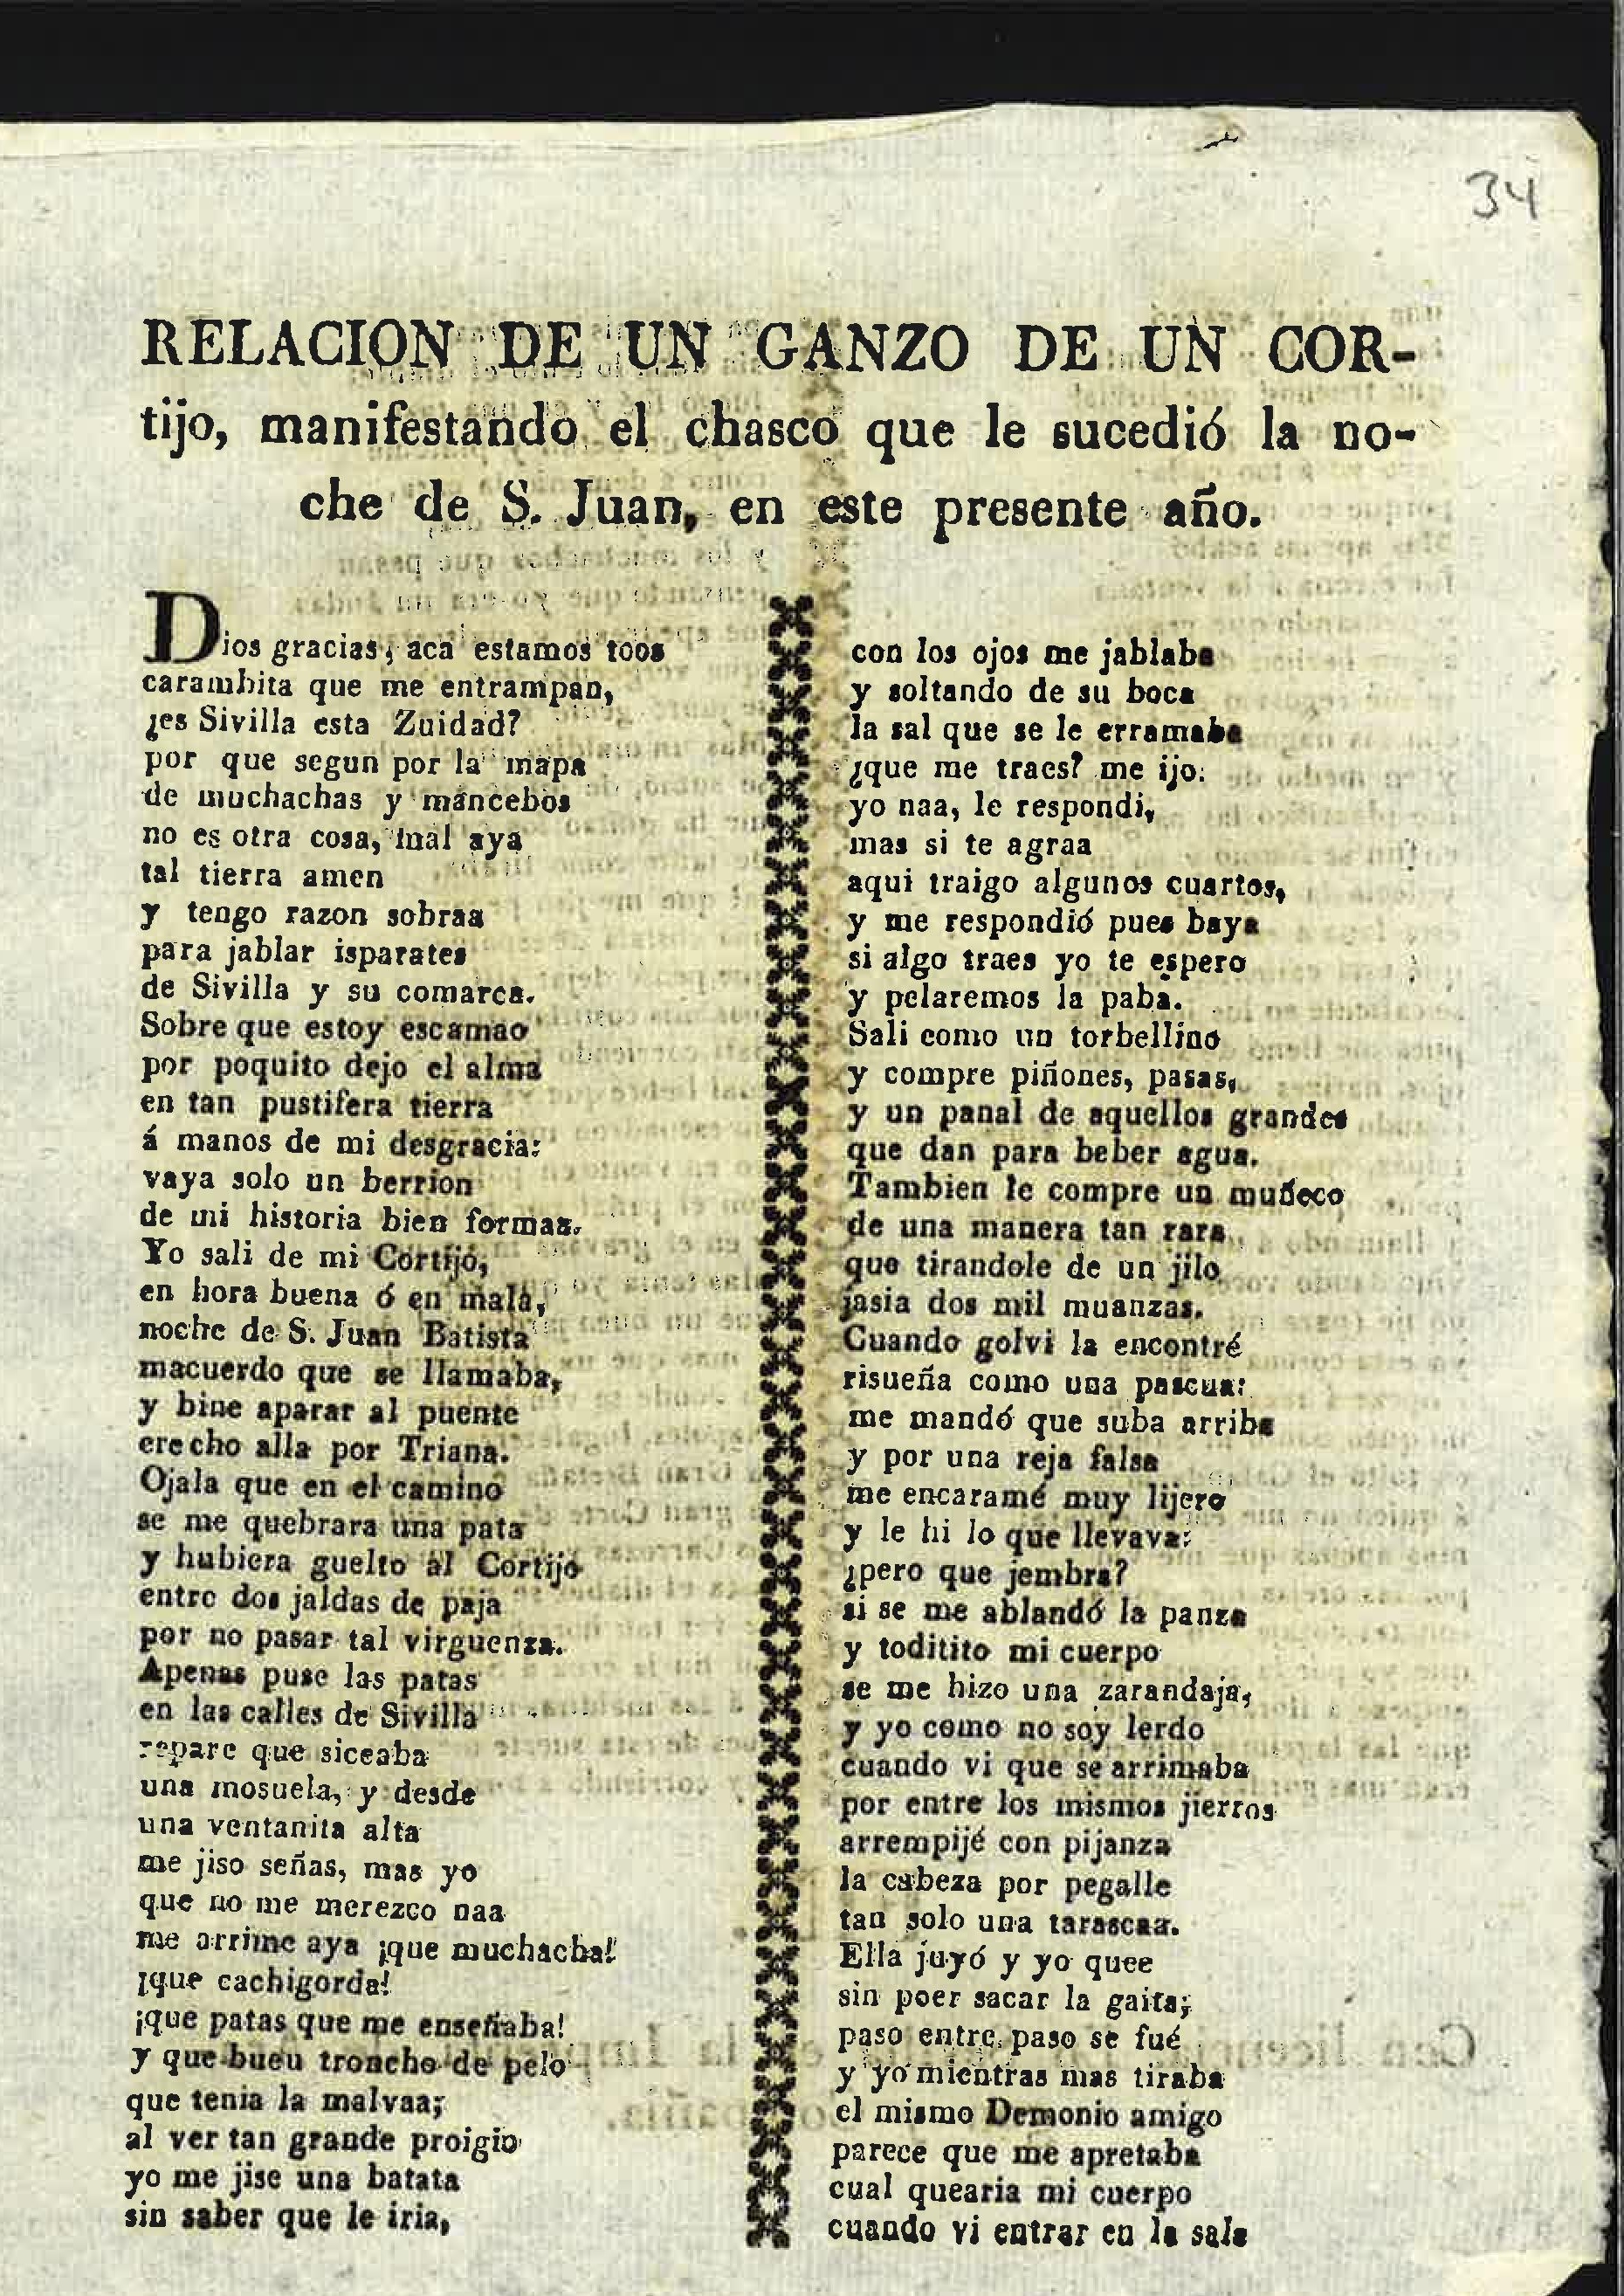 34
RELACION DE UN GANZO DE UN COR-
tijo, manifestando el chasco que le sucedió la no-
che de S. Juan, en este presente año.
Dios gracias, aca estamos toos
carambita que me entrampan,
¿es Sivilla esta Zuidad?
por que segun por la mapa
de muchachas y mancebos
no es otra cosa, mal aya
tal tierra amen
y tengo razon sobraa
para jablar isparates
de Sivilla y su comarca.
Sobre que estoy escamao
por poquito dejo el alma
en tan pustifera tierra
á manos de mi desgracia:
vaya solo un berrion
de mi historia bien formaa.
Yo sali de mi Cortijo,
en hora buena ó en mala,
noche de S. Juan Batista
macuerdo que se llamaba,
y bine aparar al puente
erecho alla por Triana.
Ojala que en el camino
se me quebrara una pata
y hubiera guelto al Cortijo
entre dos jaldas de paja
por no pasar tal virguenza.
Apenas puse las patas
en las calles de Sivilla
repare que siceaba
una mosuela, y desde
una ventanita alta
me jiso señas, mas yo
que no me merezco naa
me arrime aya ¡que muchacha!
¡que cachigorda!
¡que patas que me enseñaba!
y que bueu troncho de pelo
que tenia la malvaa;
al ver tan grande proigio
yo me jise una batata
sin saber que le iria,
con los ojos me jablaba
y soltando de su boca
la sal que se le erramaba
¿que me traes? me ijo:
yo naa, le respondi,
mas si te agraa
aqui traigo algunos cuartos,
y me respondió pues baya
si algo traes yo te espero
y pelaremos la paba.
Sali como un torbellino
y compre piñones, pasas,
y un panal de aquellos grandes
que dan para beber agua.
Tambien le compre un muñeco
de una manera tan rara
que tirandole de un jilo
jasia dos mil muanzas.
Cuando golvi la encontré
risueña como una pascua:
me mandó que suba arriba
y por una reja falsa
me encaramé muy lijero
y le hi lo que llevava:
¿pero que jembra?
si se me ablandó la panza
y toditito mi cuerpo
se me hizo una zarandaja,
y yo como no soy lerdo
cuando vi que se arrimaba
por entre los mismos jierros
arrempijé con pijanza
la cabeza por pegalle
tan solo una tarascaa.
Ella juyó y yo quee
sin poer sacar la gaita;
paso entre paso se fué
y yo mientras mas tiraba
el mismo Demonio amigo
parece que me apretaba
cual quearia mi cuerpo
cuando vi entrar en la sala